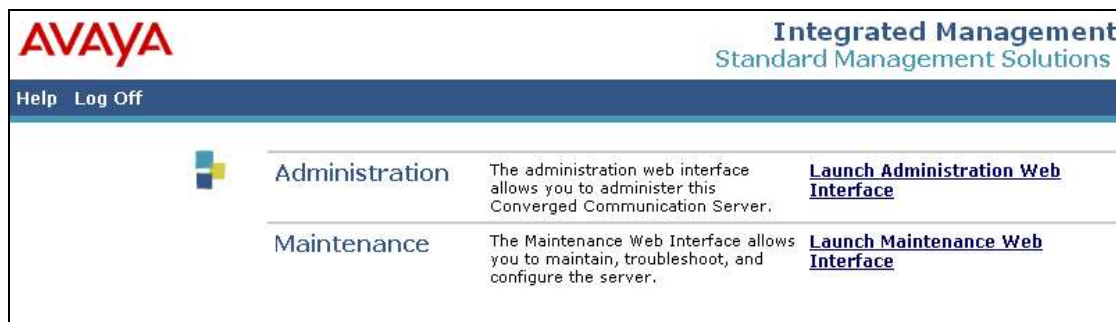 AVAYA
Integrated Management
Standard Management Solutions
Help Log Off
Administration
The administration web interface
allows you to administer this
Converged Communication Server.
Launch Administration Web
Interface
Maintenance
The Maintenance Web Interface allows
you to maintain, troubleshoot, and
configure the server.
Launch Maintenance Web
Interface